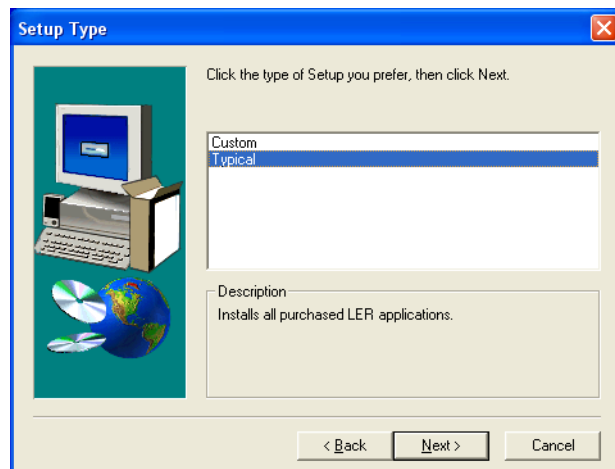 Setup Type
Click the type of Setup you prefer, then click Next.
Custom
Typical
Description
Installs all purchased LER applications.
< Back
Next >
Cancel